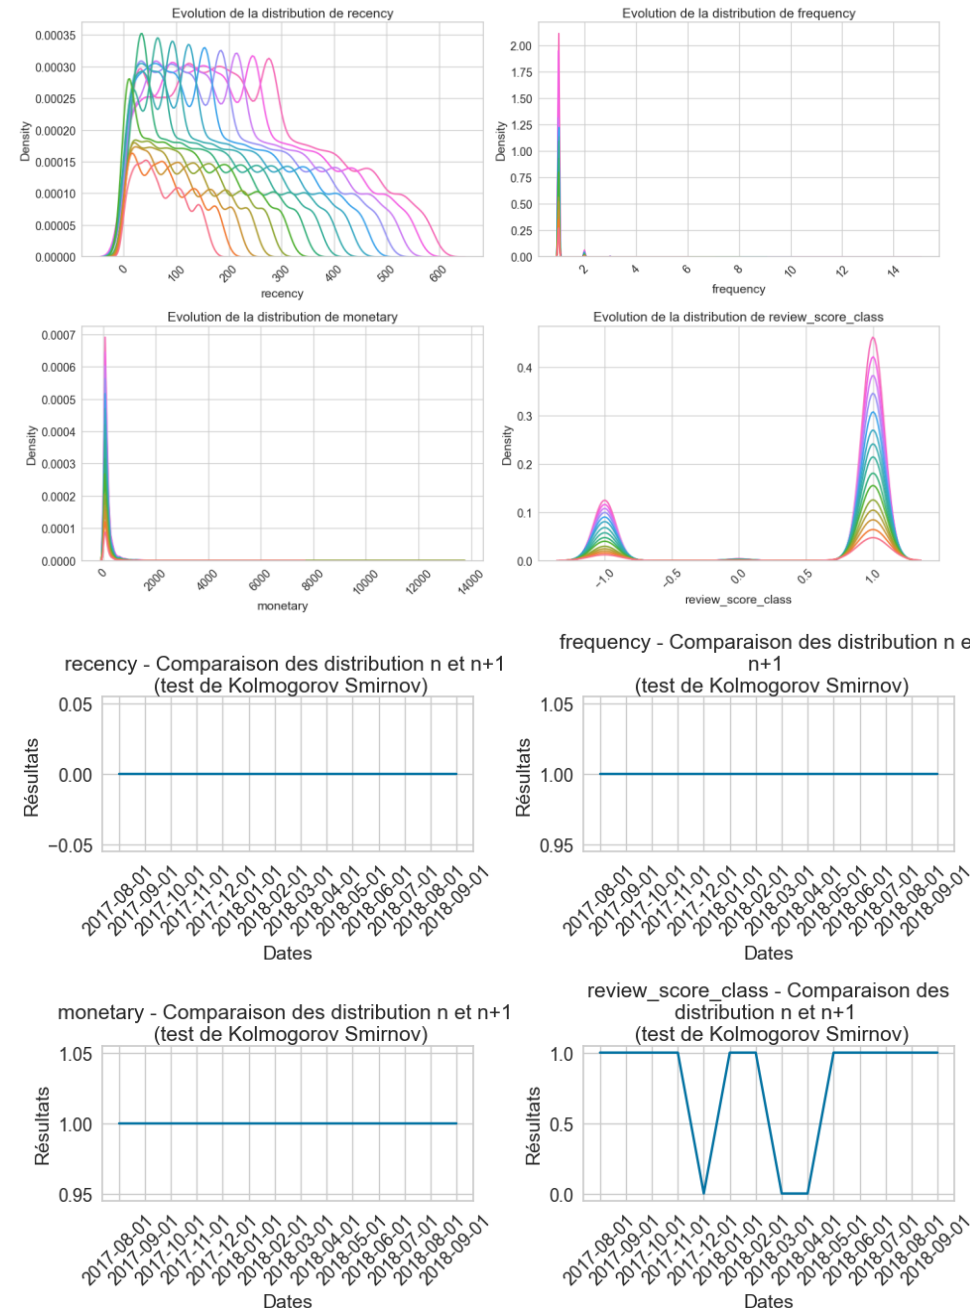 Evolution de la distribution de recency
0.00035
0.00030
0.00025
0.00020
0.00015
0.00010
0.00005
0.00000
Density
0 100 200 300 400 500 600
recency
Evolution de la distribution de frequency
2.00
1.75
1.50
1.25
1.00
0.75
0.50
0.25
0.00
Density
2 4 6 8 10 12 14
frequency
Evolution de la distribution de monetary
0.0007
0.0006
0.0005
0.0004
0.0003
0.0002
0.0001
0.0000
Density
0 2000 4000 6000 8000 10000 12000 14000
monetary
Evolution de la distribution de review_score_class
0.4
0.3
0.2
0.1
0.0
Density
−1.0 −0.5 0.0 0.5 1.0
review_score_class
recency - Comparaison des distribution n et n+1
(test de Kolmogorov Smirnov)
0.05
0.00
−0.05
Résultats
2017-08-01 2017-09-01 2017-10-01 2017-11-01 2017-12-01 2018-01-01 2018-02-01 2018-03-01 2018-04-01 2018-05-01 2018-06-01 2018-07-01 2018-08-01 2018-09-01
Dates
frequency - Comparaison des distribution n e
n+1
(test de Kolmogorov Smirnov)
1.05
1.00
0.95
Résultats
2017-08-01 2017-09-01 2017-10-01 2017-11-01 2017-12-01 2018-01-01 2018-02-01 2018-03-01 2018-04-01 2018-05-01 2018-06-01 2018-07-01 2018-08-01 2018-09-01
Dates
monetary - Comparaison des distribution n et n+1
(test de Kolmogorov Smirnov)
1.05
1.00
0.95
Résultats
2017-08-01 2017-09-01 2017-10-01 2017-11-01 2017-12-01 2018-01-01 2018-02-01 2018-03-01 2018-04-01 2018-05-01 2018-06-01 2018-07-01 2018-08-01 2018-09-01
Dates
review_score_class - Comparaison des
distribution n et n+1
(test de Kolmogorov Smirnov)
1.0
0.5
0.0
Résultats
2017-08-01 2017-09-01 2017-10-01 2017-11-01 2017-12-01 2018-01-01 2018-02-01 2018-03-01 2018-04-01 2018-05-01 2018-06-01 2018-07-01 2018-08-01 2018-09-01
Dates